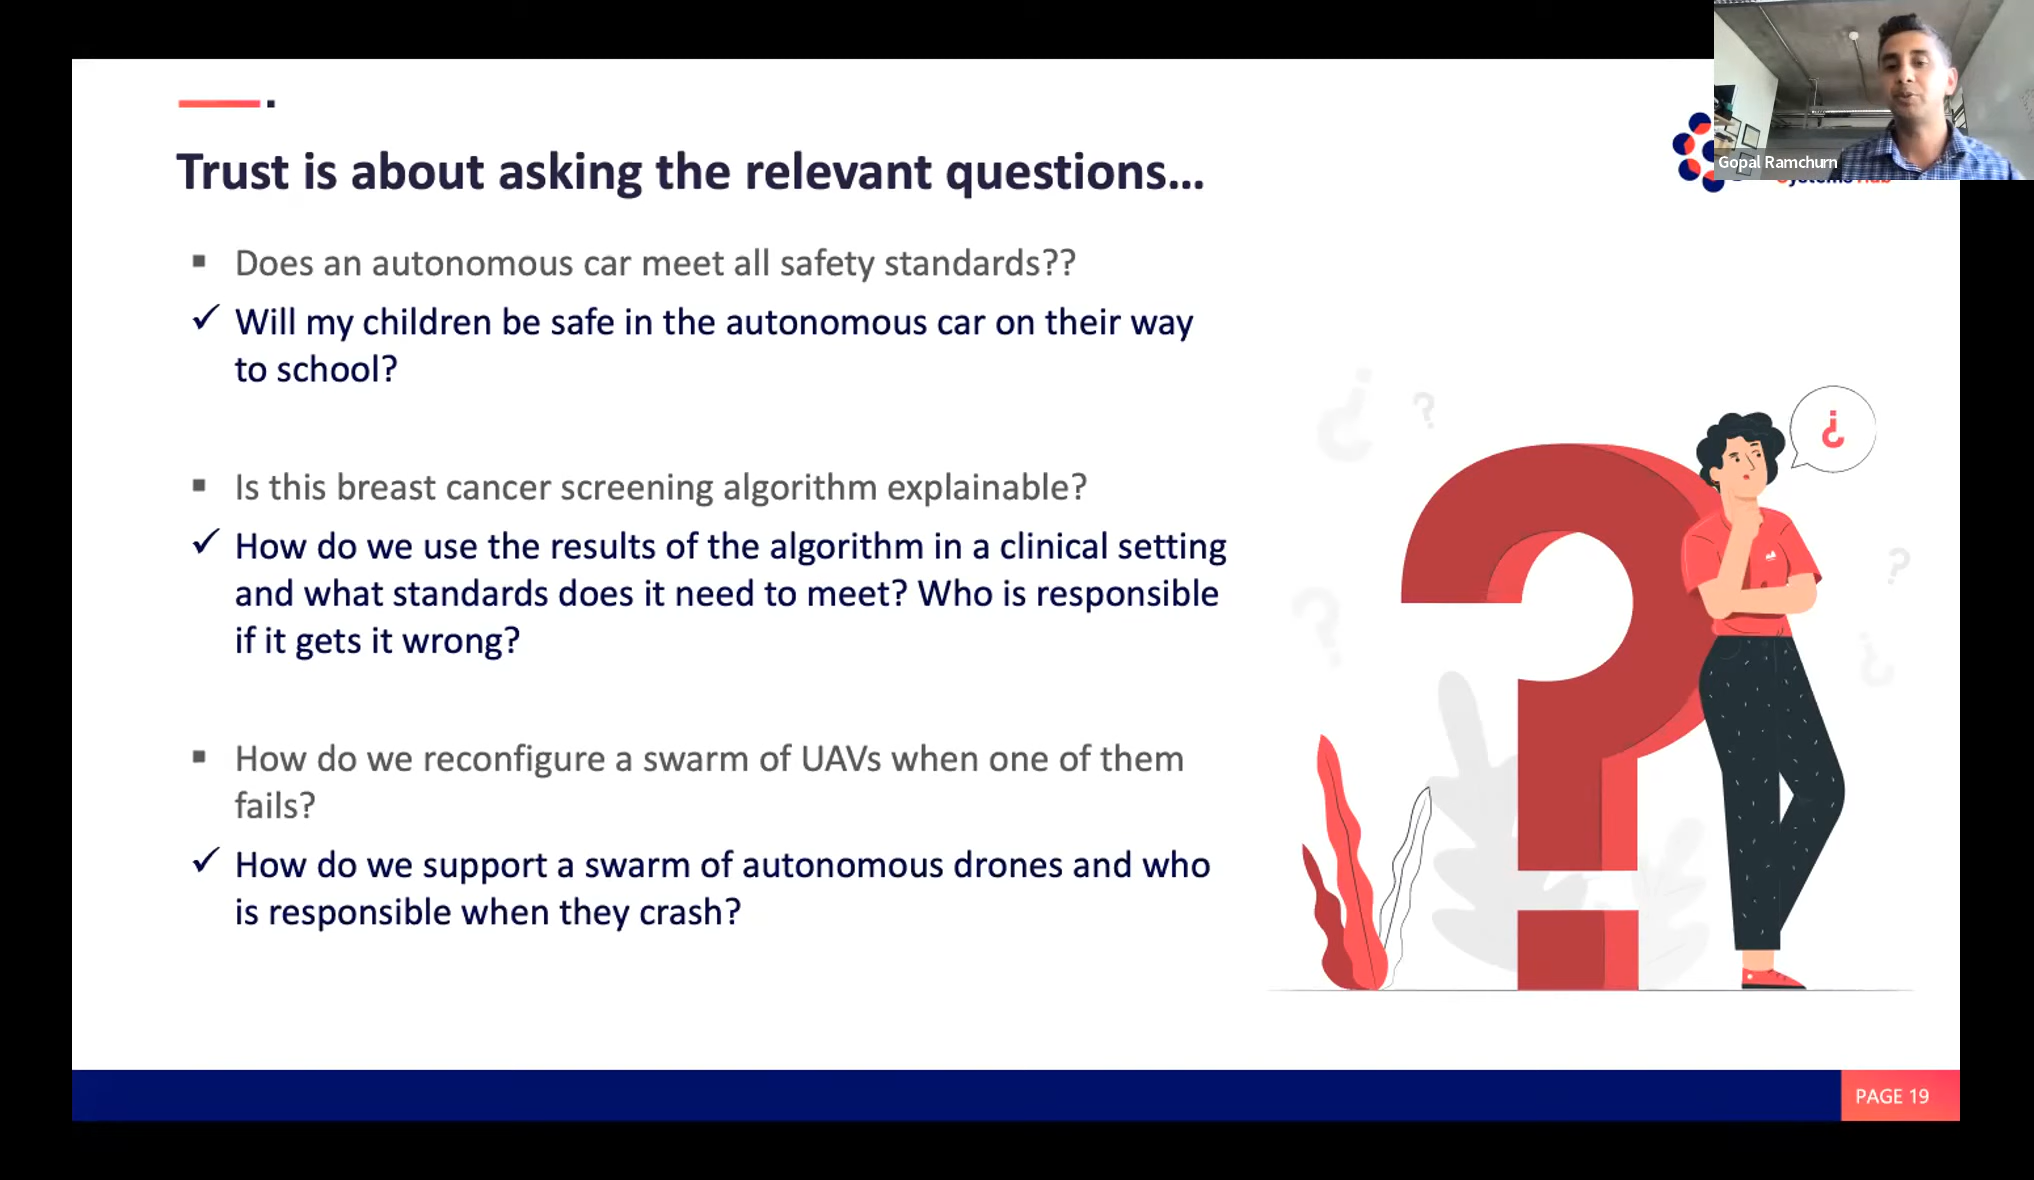 Trust is about asking the relevant questions...
Gopal Ramchurn
▪ Does an autonomous car meet all safety standards??
✓ Will my children be safe in the autonomous car on their way
to school?
▪ Is this breast cancer screening algorithm explainable?
✓ How do we use the results of the algorithm in a clinical setting
and what standards does it need to meet? Who is responsible
if it gets it wrong?
▪ How do we reconfigure a swarm of UAVs when one of them
fails?
✓ How do we support a swarm of autonomous drones and who
is responsible when they crash?
?
?
¿
?
¿
¿
?
?
PAGE 19